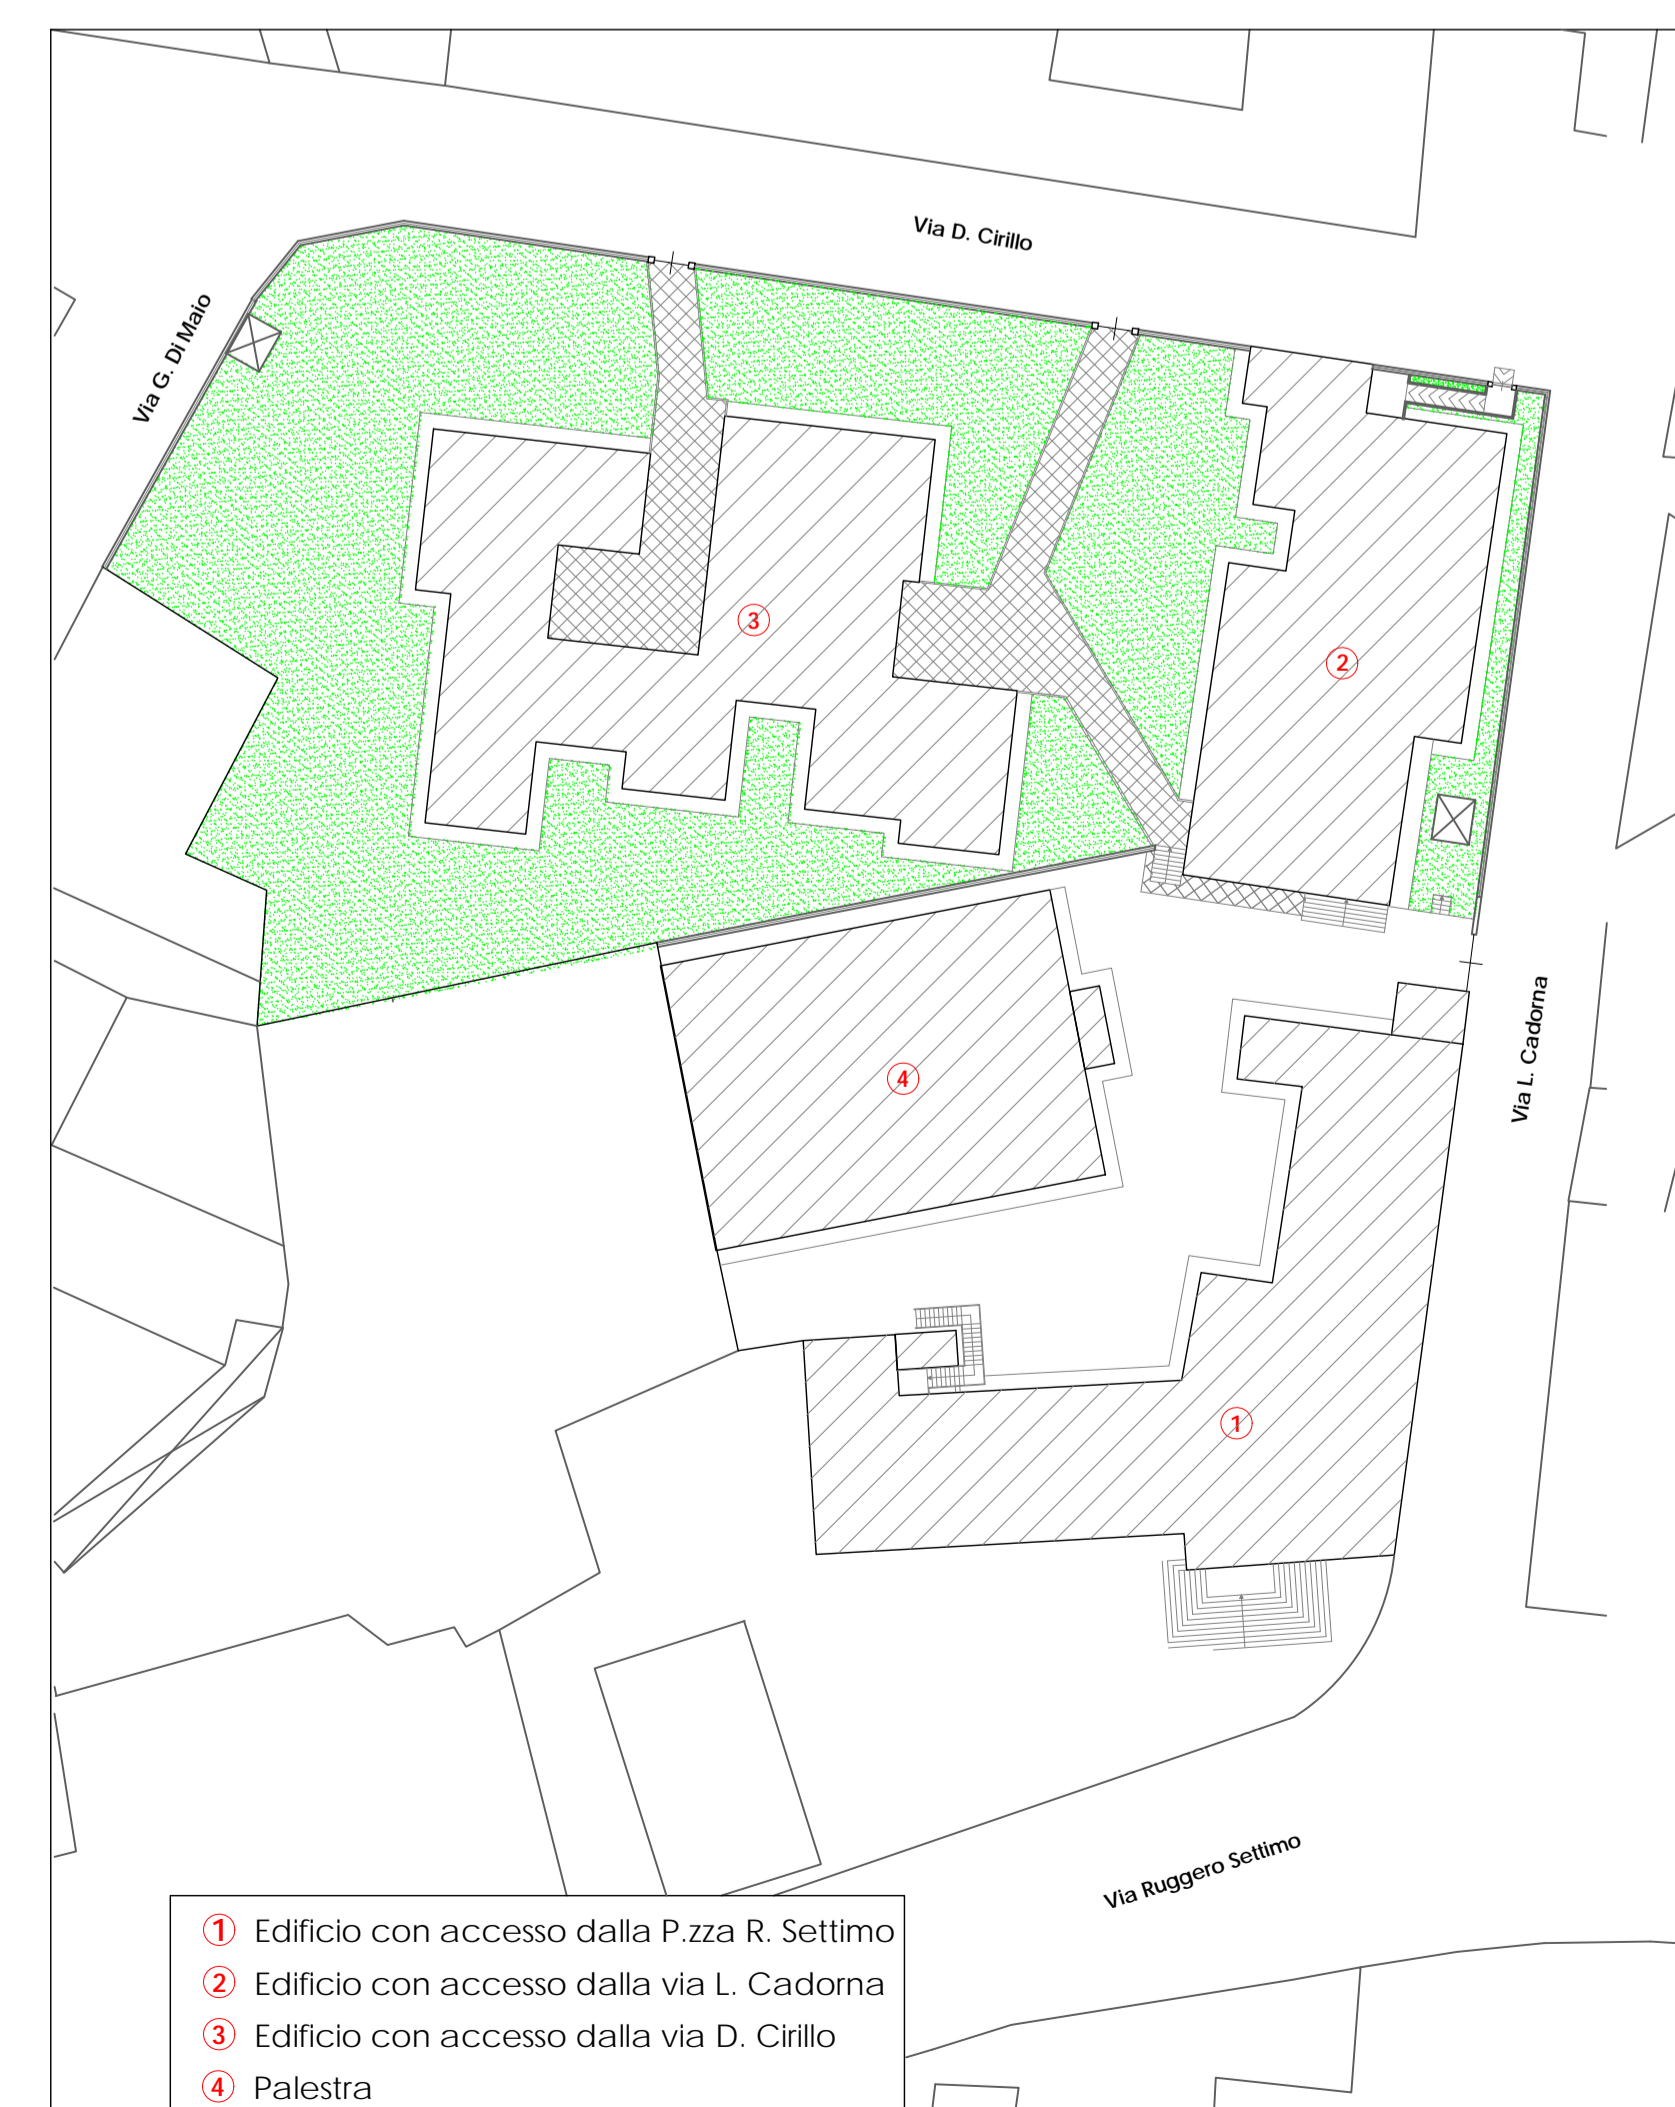 Via D. Cirillo
Via G. Di Maio
3
2
4
Via L. Cadorna
1
Via Ruggero Settimo
1 Edificio con accesso dalla P.zza R. Settimo
2 Edificio con accesso dalla via L. Cadorna
3 Edificio con accesso dalla via D. Cirillo
4 Palestra